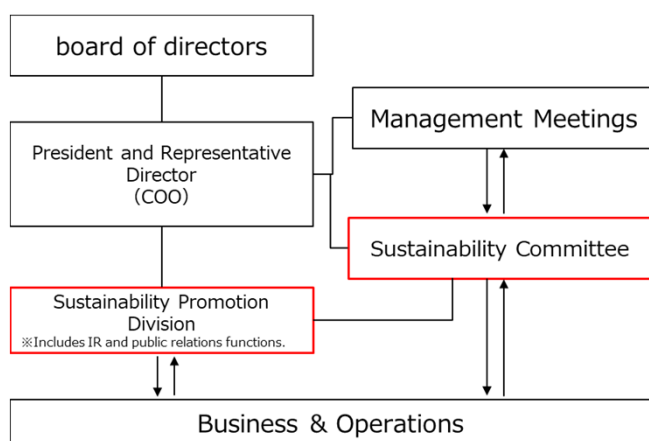 board of directors
Management Meetings
President and Representative
Director
(COO)
Sustainability Committee
Sustainability Promotion
Division
※Includes IR and public relations functions.
Business & Operations